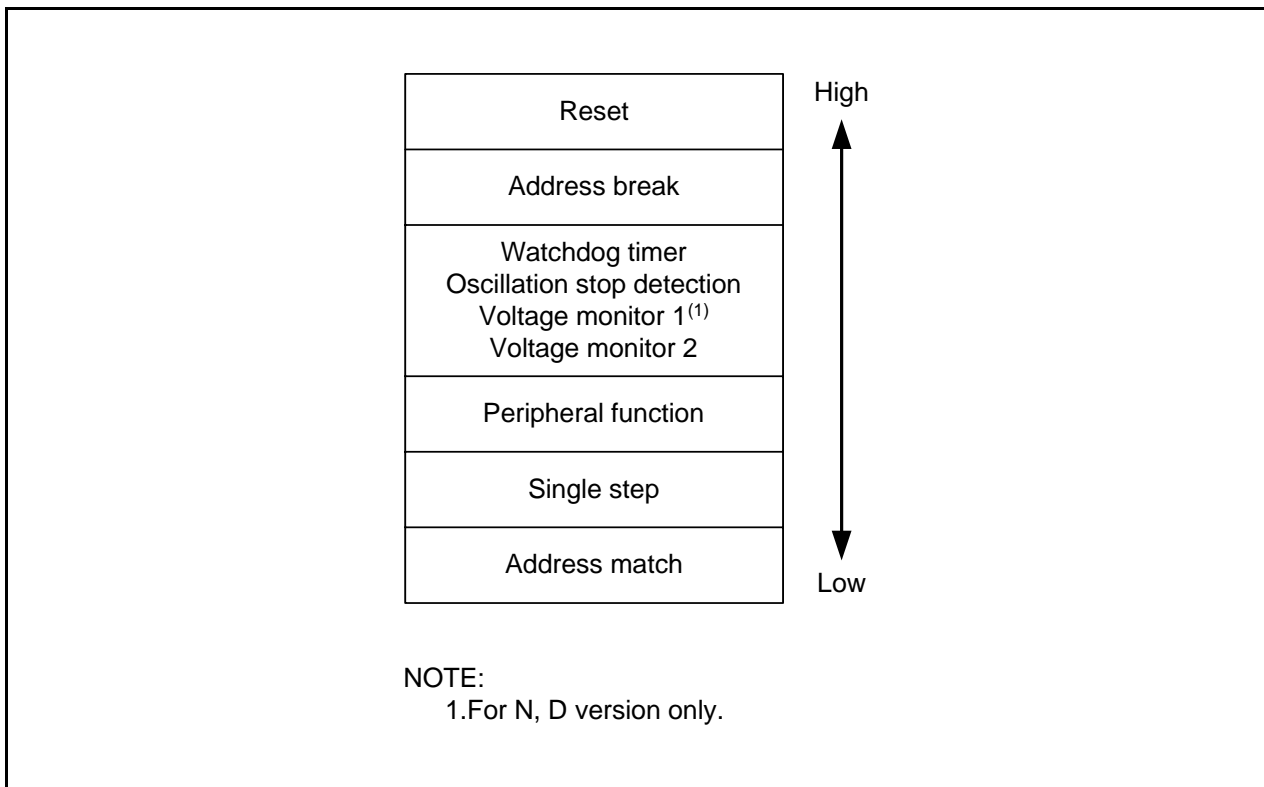 Reset
High
Address break
Watchdog timer
Oscillation stop detection
Voltage monitor 1(1)
Voltage monitor 2
Peripheral function
Single step
Address match
Low
NOTE:
1.For N, D version only.